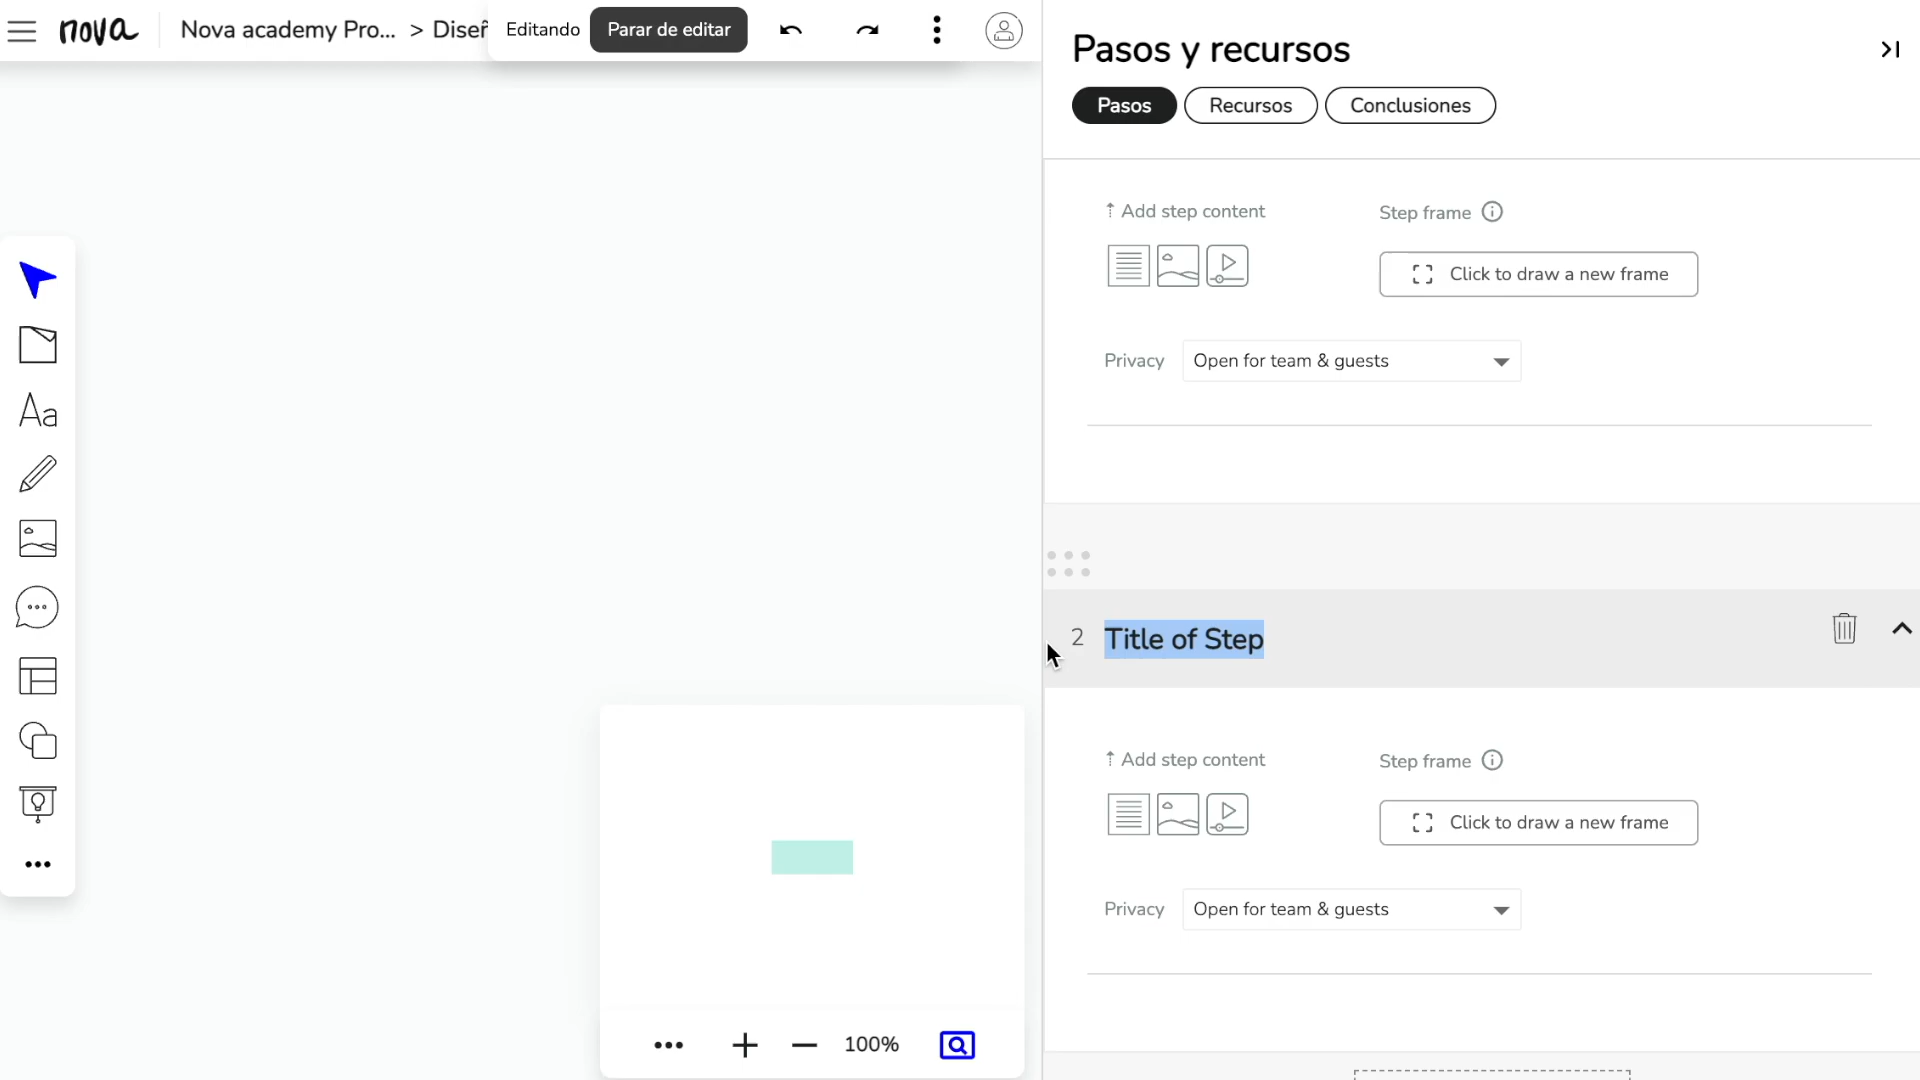 nova
Nova academy Pro... > Diseñ
Editando
Parar de editar
Pasos y recursos
Pasos
Recursos
Conclusiones
Add step content
Step frame
Click to draw a new frame
Privacy
Open for team & guests
2
Title of Step
Aa
Add step content
Step frame
Click to draw a new frame
Privacy
Open for team & guests
100%